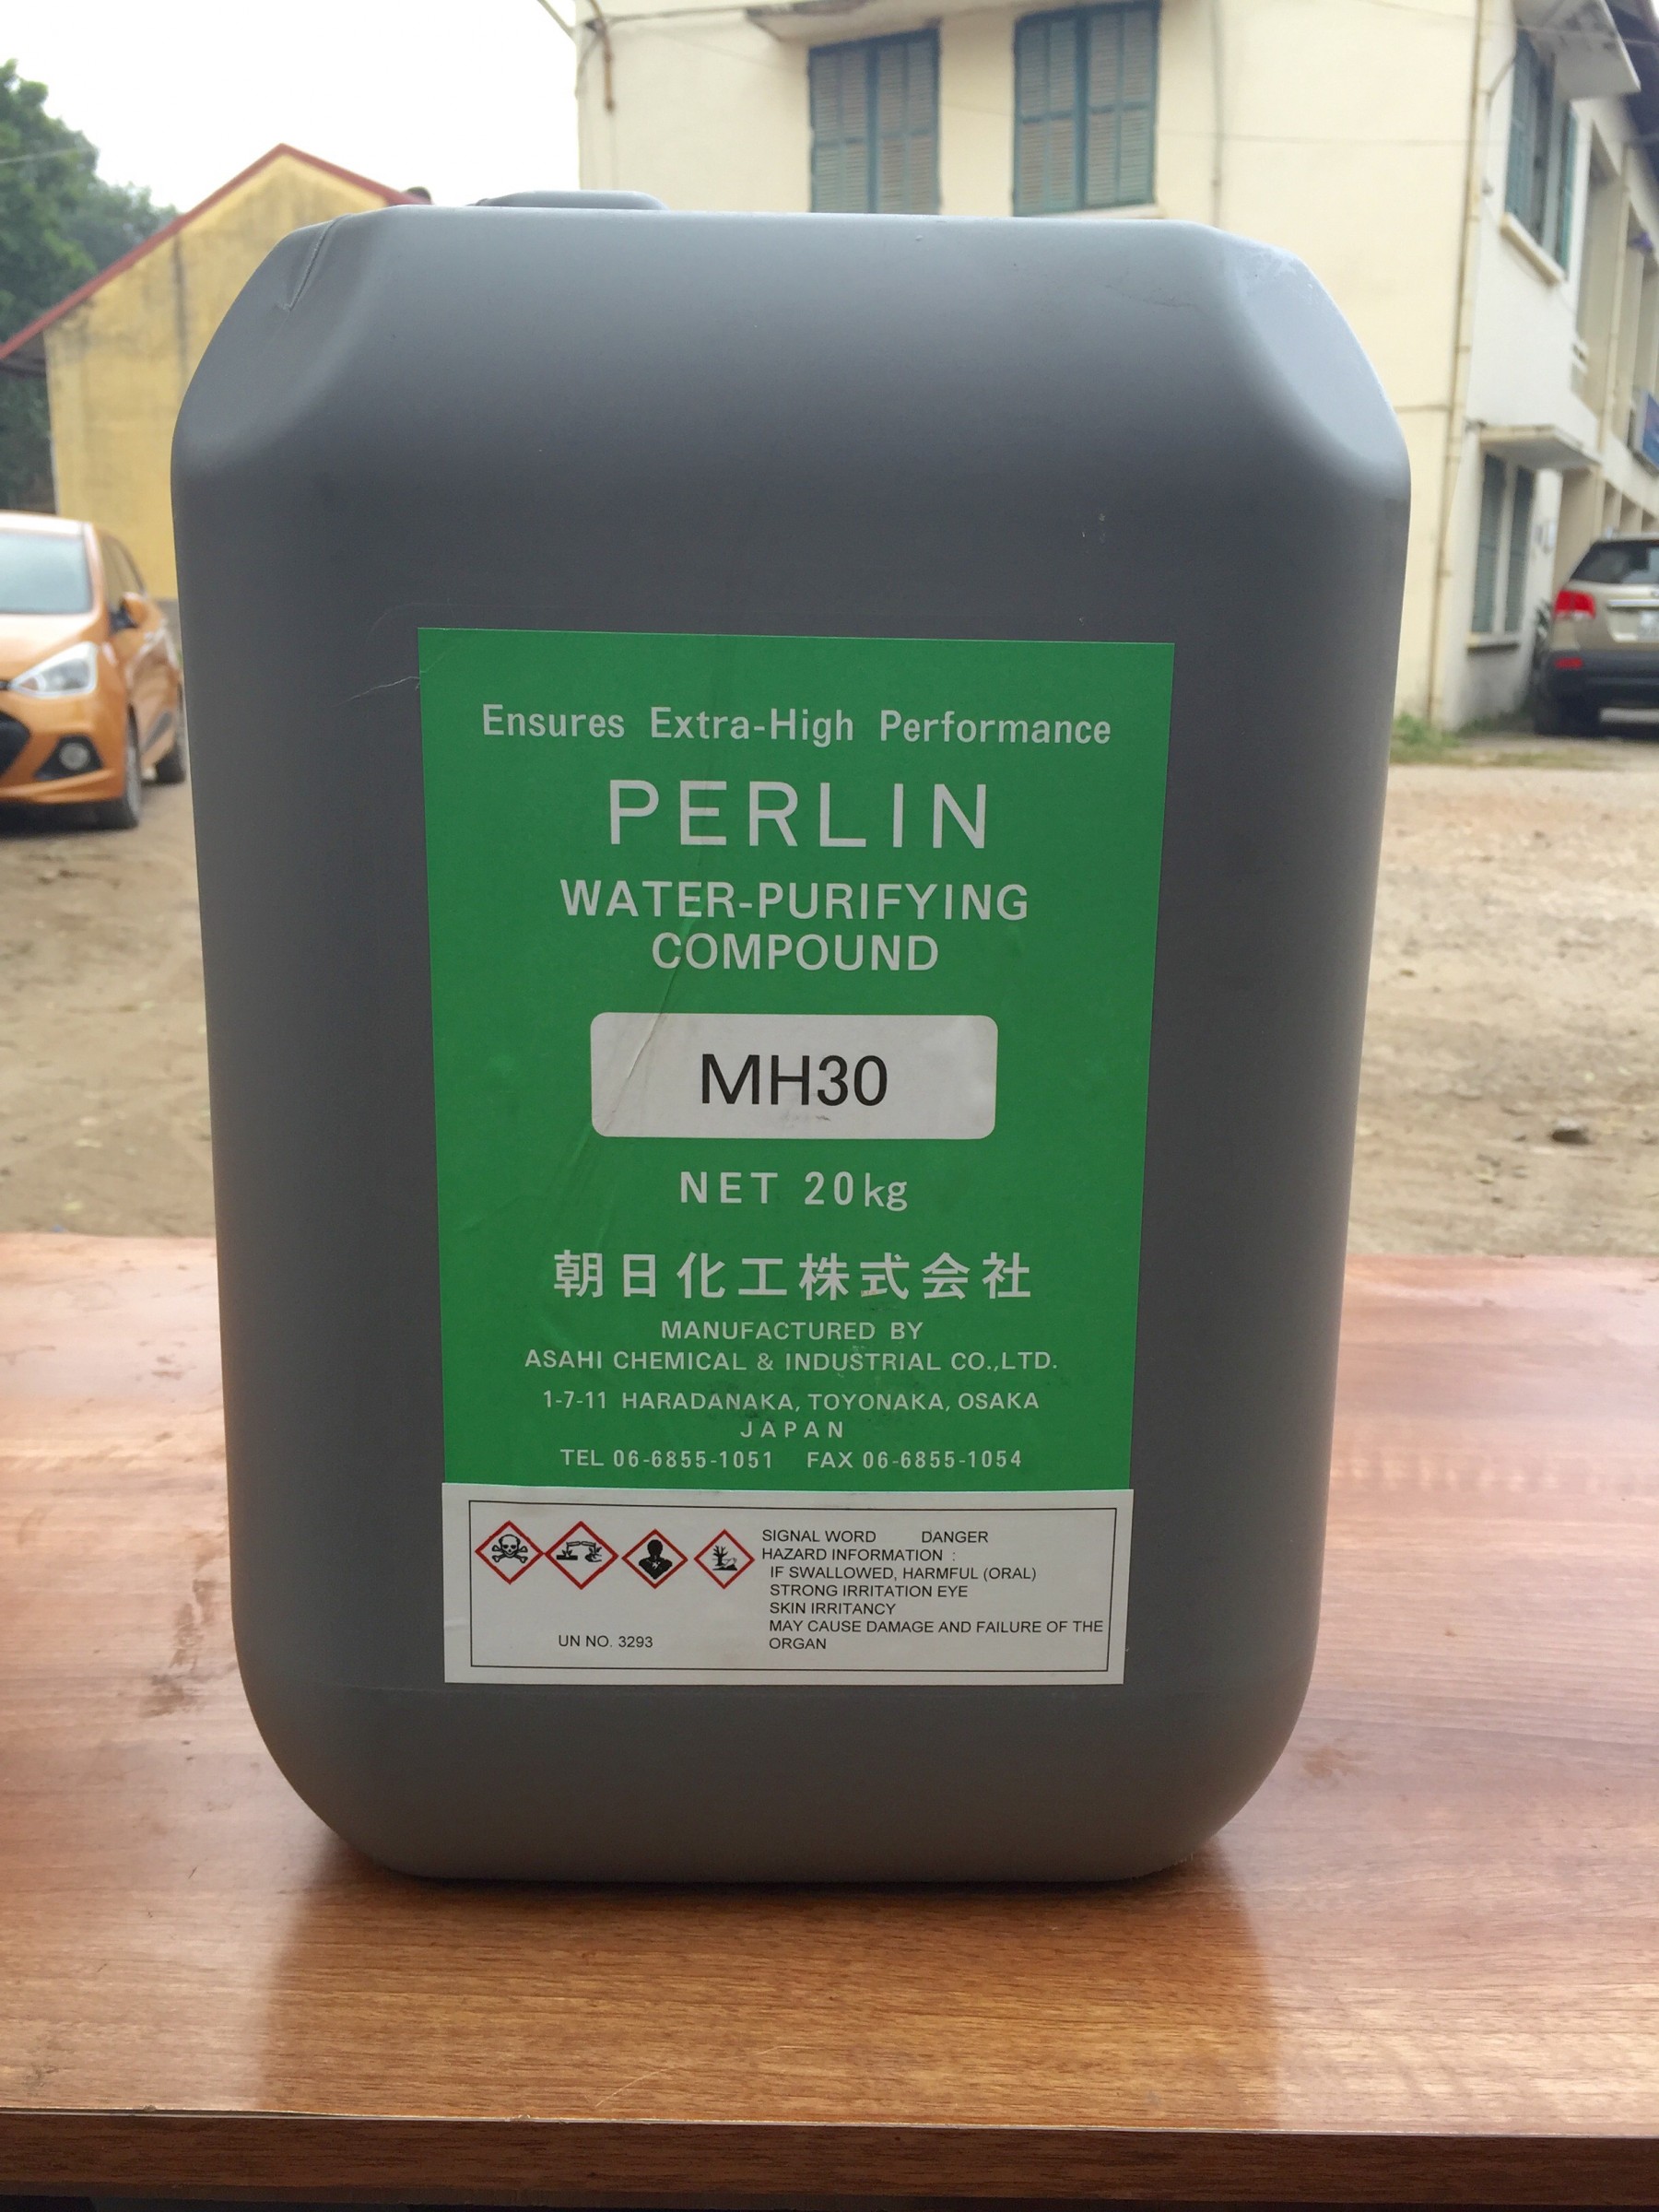 Ensures Extra-High Performance
PERLIN
WATER-PURIFYING
COMPOUND
MH30
NET 20kg
朝日化工株式会社
MANUFACTURED BY
ASAHI CHEMICAL & INDUSTRIAL CO.,LTD.
1-7-11 HARADANAKA, TOYONAKA, OSAKA
JAPAN
TEL 06-6855-1051 FAX 06-6855-1054
SIGNAL WORD DANGER
HAZARD INFORMATION :
IF SWALLOWED, HARMFUL (ORAL)
STRONG IRRITATION EYE
SKIN IRRITANCY
MAY CAUSE DAMAGE AND FAILURE OF THE
ORGAN
UN NO. 3293